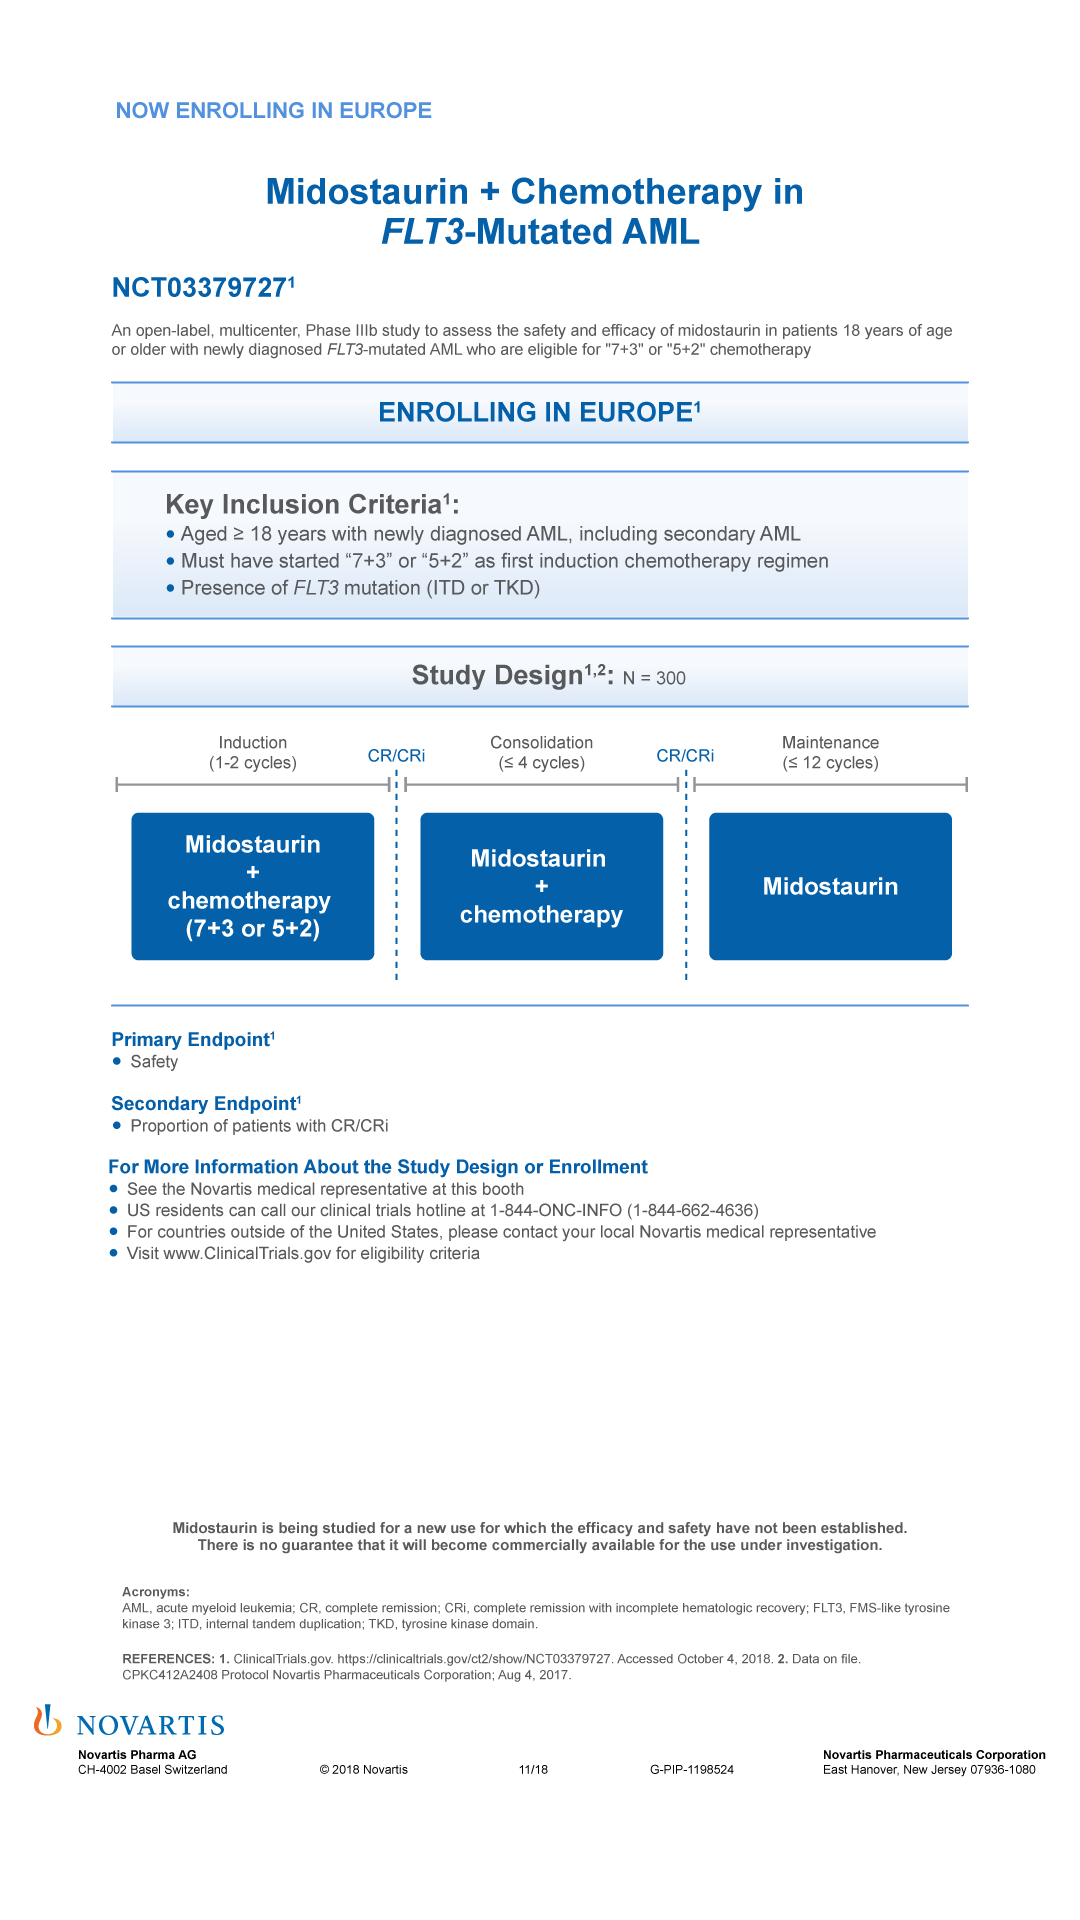 NOW ENROLLING IN EUROPE
Midostaurin + Chemotherapy in
FLT3-Mutated AML
NCT03379727¹
An open-label, multicenter, Phase IIIb study to assess the safety and efficacy of midostaurin in patients 18 years of age
or older with newly diagnosed FLT3-mutated AML who are eligible for "7+3" or "5+2" chemotherapy
ENROLLING IN EUROPE¹
Key Inclusion Criteria¹:
• Aged ≥ 18 years with newly diagnosed AML, including secondary AML
• Must have started “7+3” or “5+2” as first induction chemotherapy regimen
• Presence of FLT3 mutation (ITD or TKD)
Study Design¹,²: N = 300
Induction
(1-2 cycles)
CR/CRi
Consolidation
(≤ 4 cycles)
CR/CRi
Maintenance
(≤ 12 cycles)
Midostaurin
+
chemotherapy
(7+3 or 5+2)
Midostaurin
+
chemotherapy
Midostaurin
Primary Endpoint¹
• Safety
Secondary Endpoint¹
• Proportion of patients with CR/CRi
For More Information About the Study Design or Enrollment
• See the Novartis medical representative at this booth
• US residents can call our clinical trials hotline at 1-844-ONC-INFO (1-844-662-4636)
• For countries outside of the United States, please contact your local Novartis medical representative
• Visit www.ClinicalTrials.gov for eligibility criteria
Midostaurin is being studied for a new use for which the efficacy and safety have not been established.
There is no guarantee that it will become commercially available for the use under investigation.
Acronyms:
AML, acute myeloid leukemia; CR, complete remission; CRi, complete remission with incomplete hematologic recovery; FLT3, FMS-like tyrosine
kinase 3; ITD, internal tandem duplication; TKD, tyrosine kinase domain.
REFERENCES: 1. ClinicalTrials.gov. https://clinicaltrials.gov/ct2/show/NCT03379727. Accessed October 4, 2018. 2. Data on file.
CPKC412A2408 Protocol Novartis Pharmaceuticals Corporation; Aug 4, 2017.
NOVARTIS
Novartis Pharma AG
CH-4002 Basel Switzerland
© 2018 Novartis
11/18
G-PIP-1198524
Novartis Pharmaceuticals Corporation
East Hanover, New Jersey 07936-1080